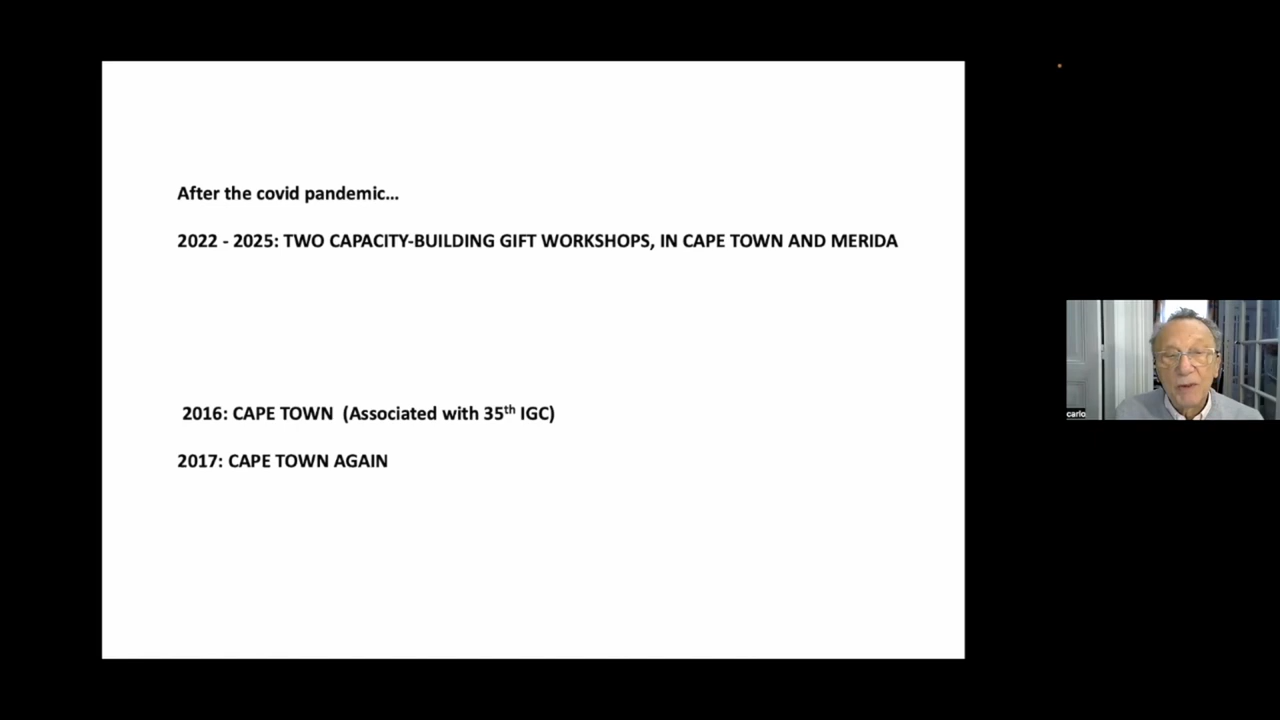 After the covid pandemic...
2022 - 2025: TWO CAPACITY-BUILDING GIFT WORKSHOPS, IN CAPE TOWN AND MERIDA
2016: CAPE TOWN (Associated with 35th IGC)
2017: CAPE TOWN AGAIN
carlo